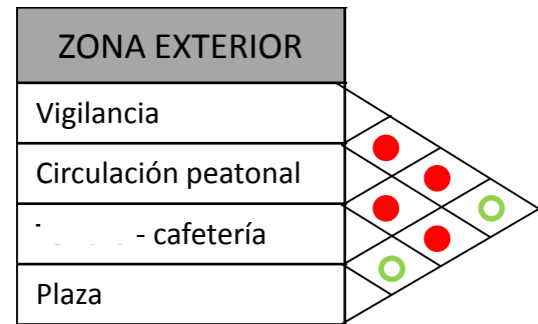 ZONA EXTERIOR
Vigilancia
Circulación peatonal
- cafetería
Plaza